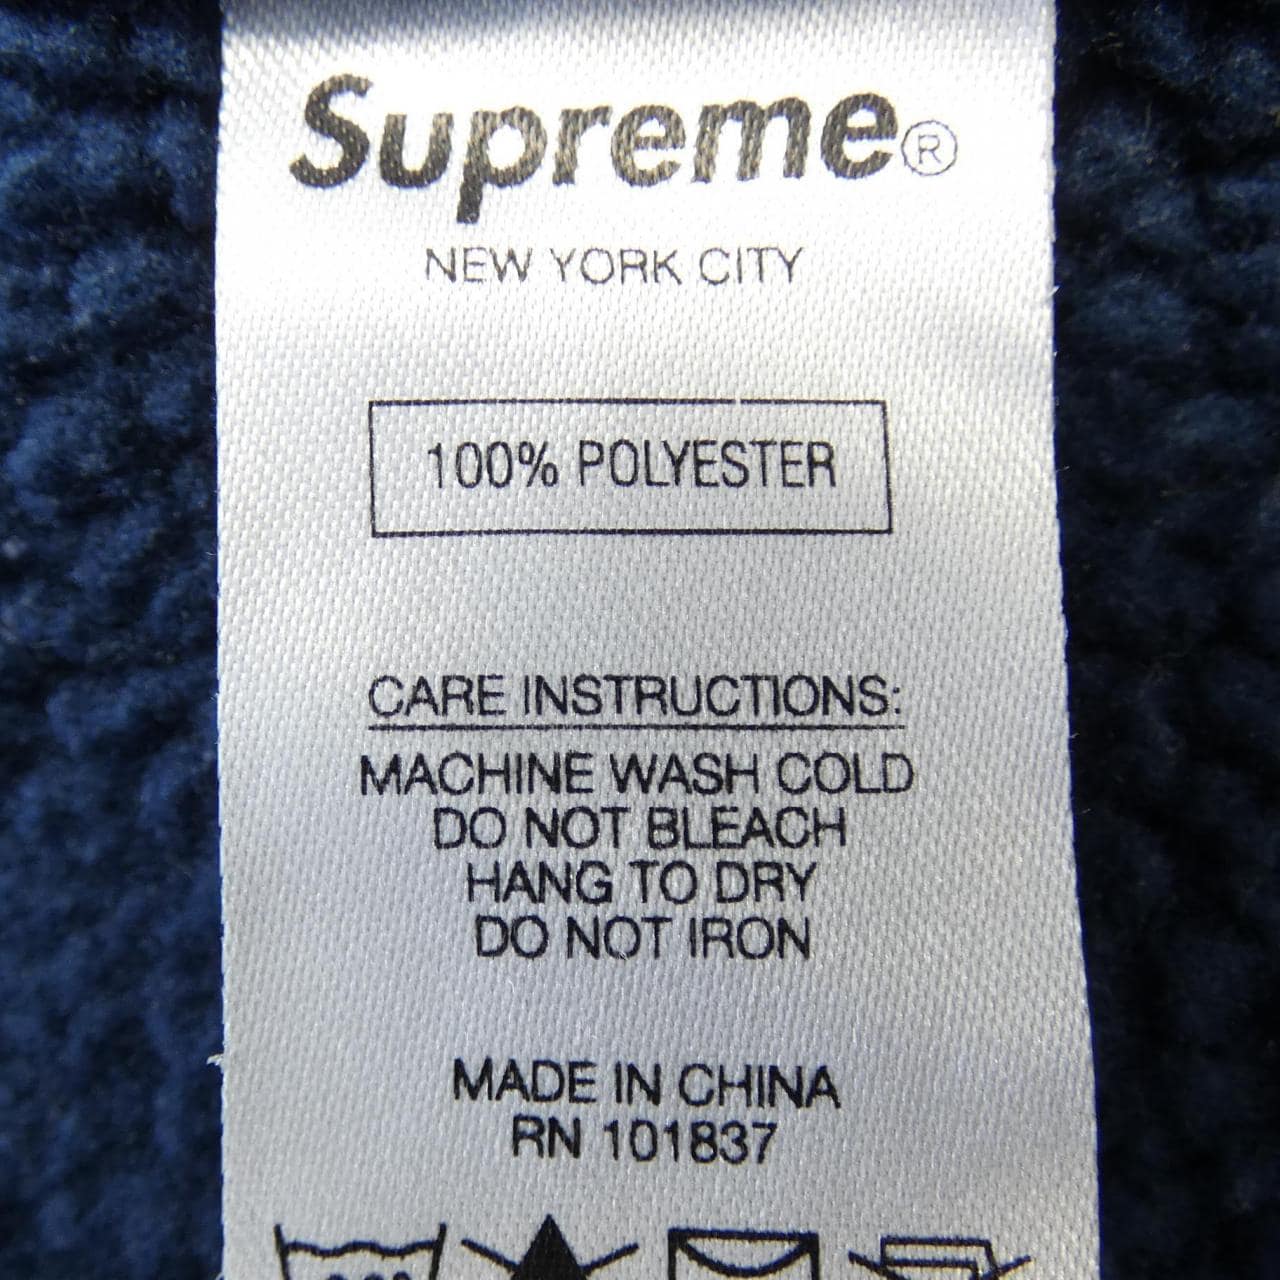 Supreme®
NEW YORK CITY
100% POLYESTER
CARE INSTRUCTIONS:
MACHINE WASH COLD
DO NOT BLEACH
HANG TO DRY
DO NOT IRON
MADE IN CHINA
RN 101837